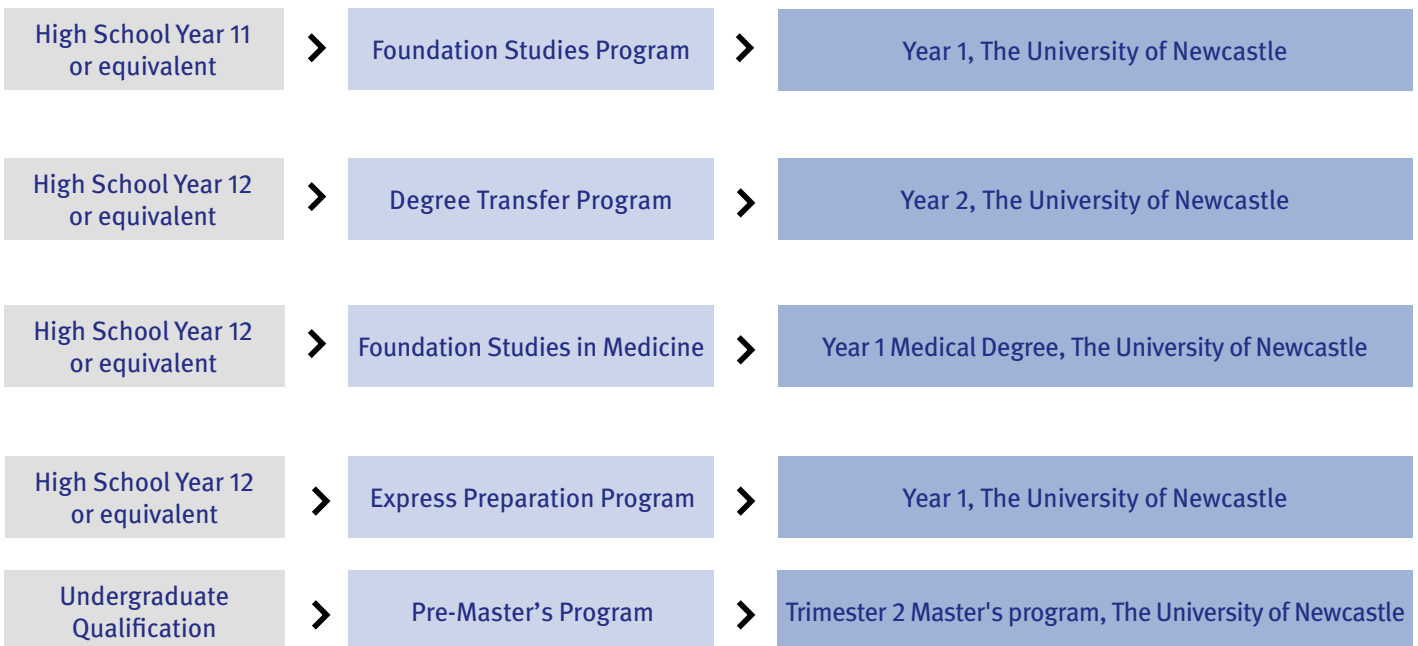 High School Year 11
or equivalent
Foundation Studies Program
Year 1, The University of Newcastle
High School Year 12
or equivalent
Degree Transfer Program
Year 2, The University of Newcastle
High School Year 12
or equivalent
Foundation Studies in Medicine
Year 1 Medical Degree, The University of Newcastle
High School Year 12
or equivalent
Express Preparation Program
Year 1, The University of Newcastle
Undergraduate
Qualification
Pre-Master’s Program
Trimester 2 Master's program, The University of Newcastle